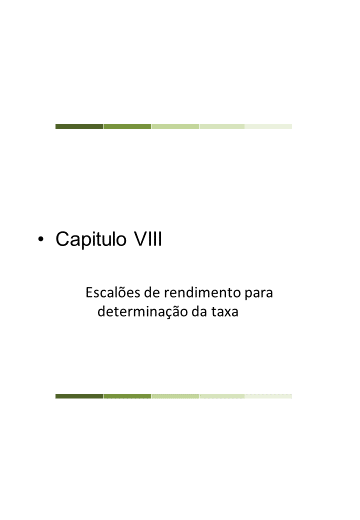 • Capitulo VIII
Escalões de rendimento para
determinação da taxa